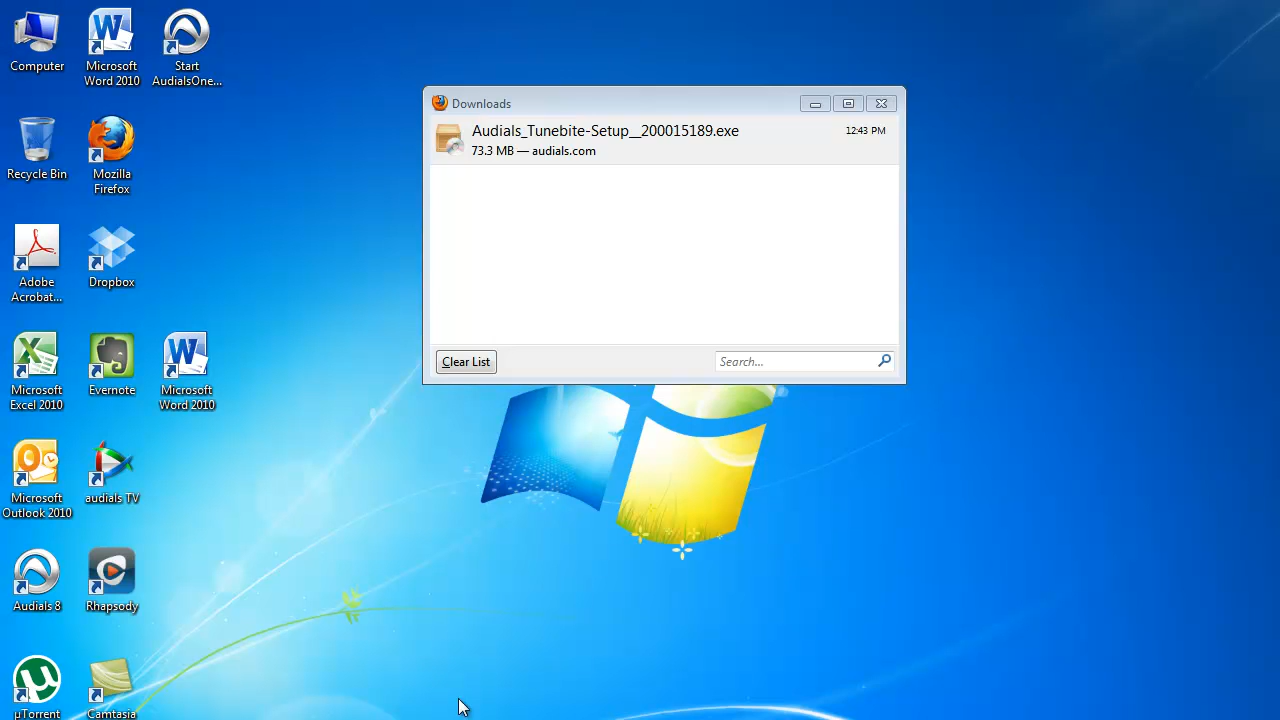 Computer
Microsoft
Word 2010
Start
AudialsOne...
Downloads
Audials_Tunebite-Setup__200015189.exe
12:43 PM
73.3 MB — audials.com
Recycle Bin
Mozilla
Firefox
Adobe
Acrobat...
Dropbox
Clear List
Search...
Microsoft
Excel 2010
Evernote
Microsoft
Word 2010
Microsoft
Outlook 2010
audials TV
Audials 8
Rhapsody
µTorrent
Camtasia